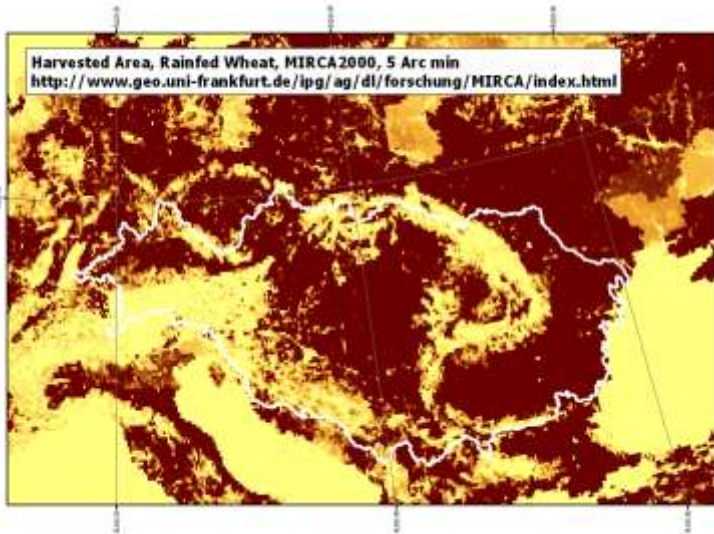 Harvested Area, Rainfed Wheat, MIRCA2000, 5 Arc min
http://www.geo.uni-frankfurt.de/ipg/ag/dl/forschung/MIRCA/index.html